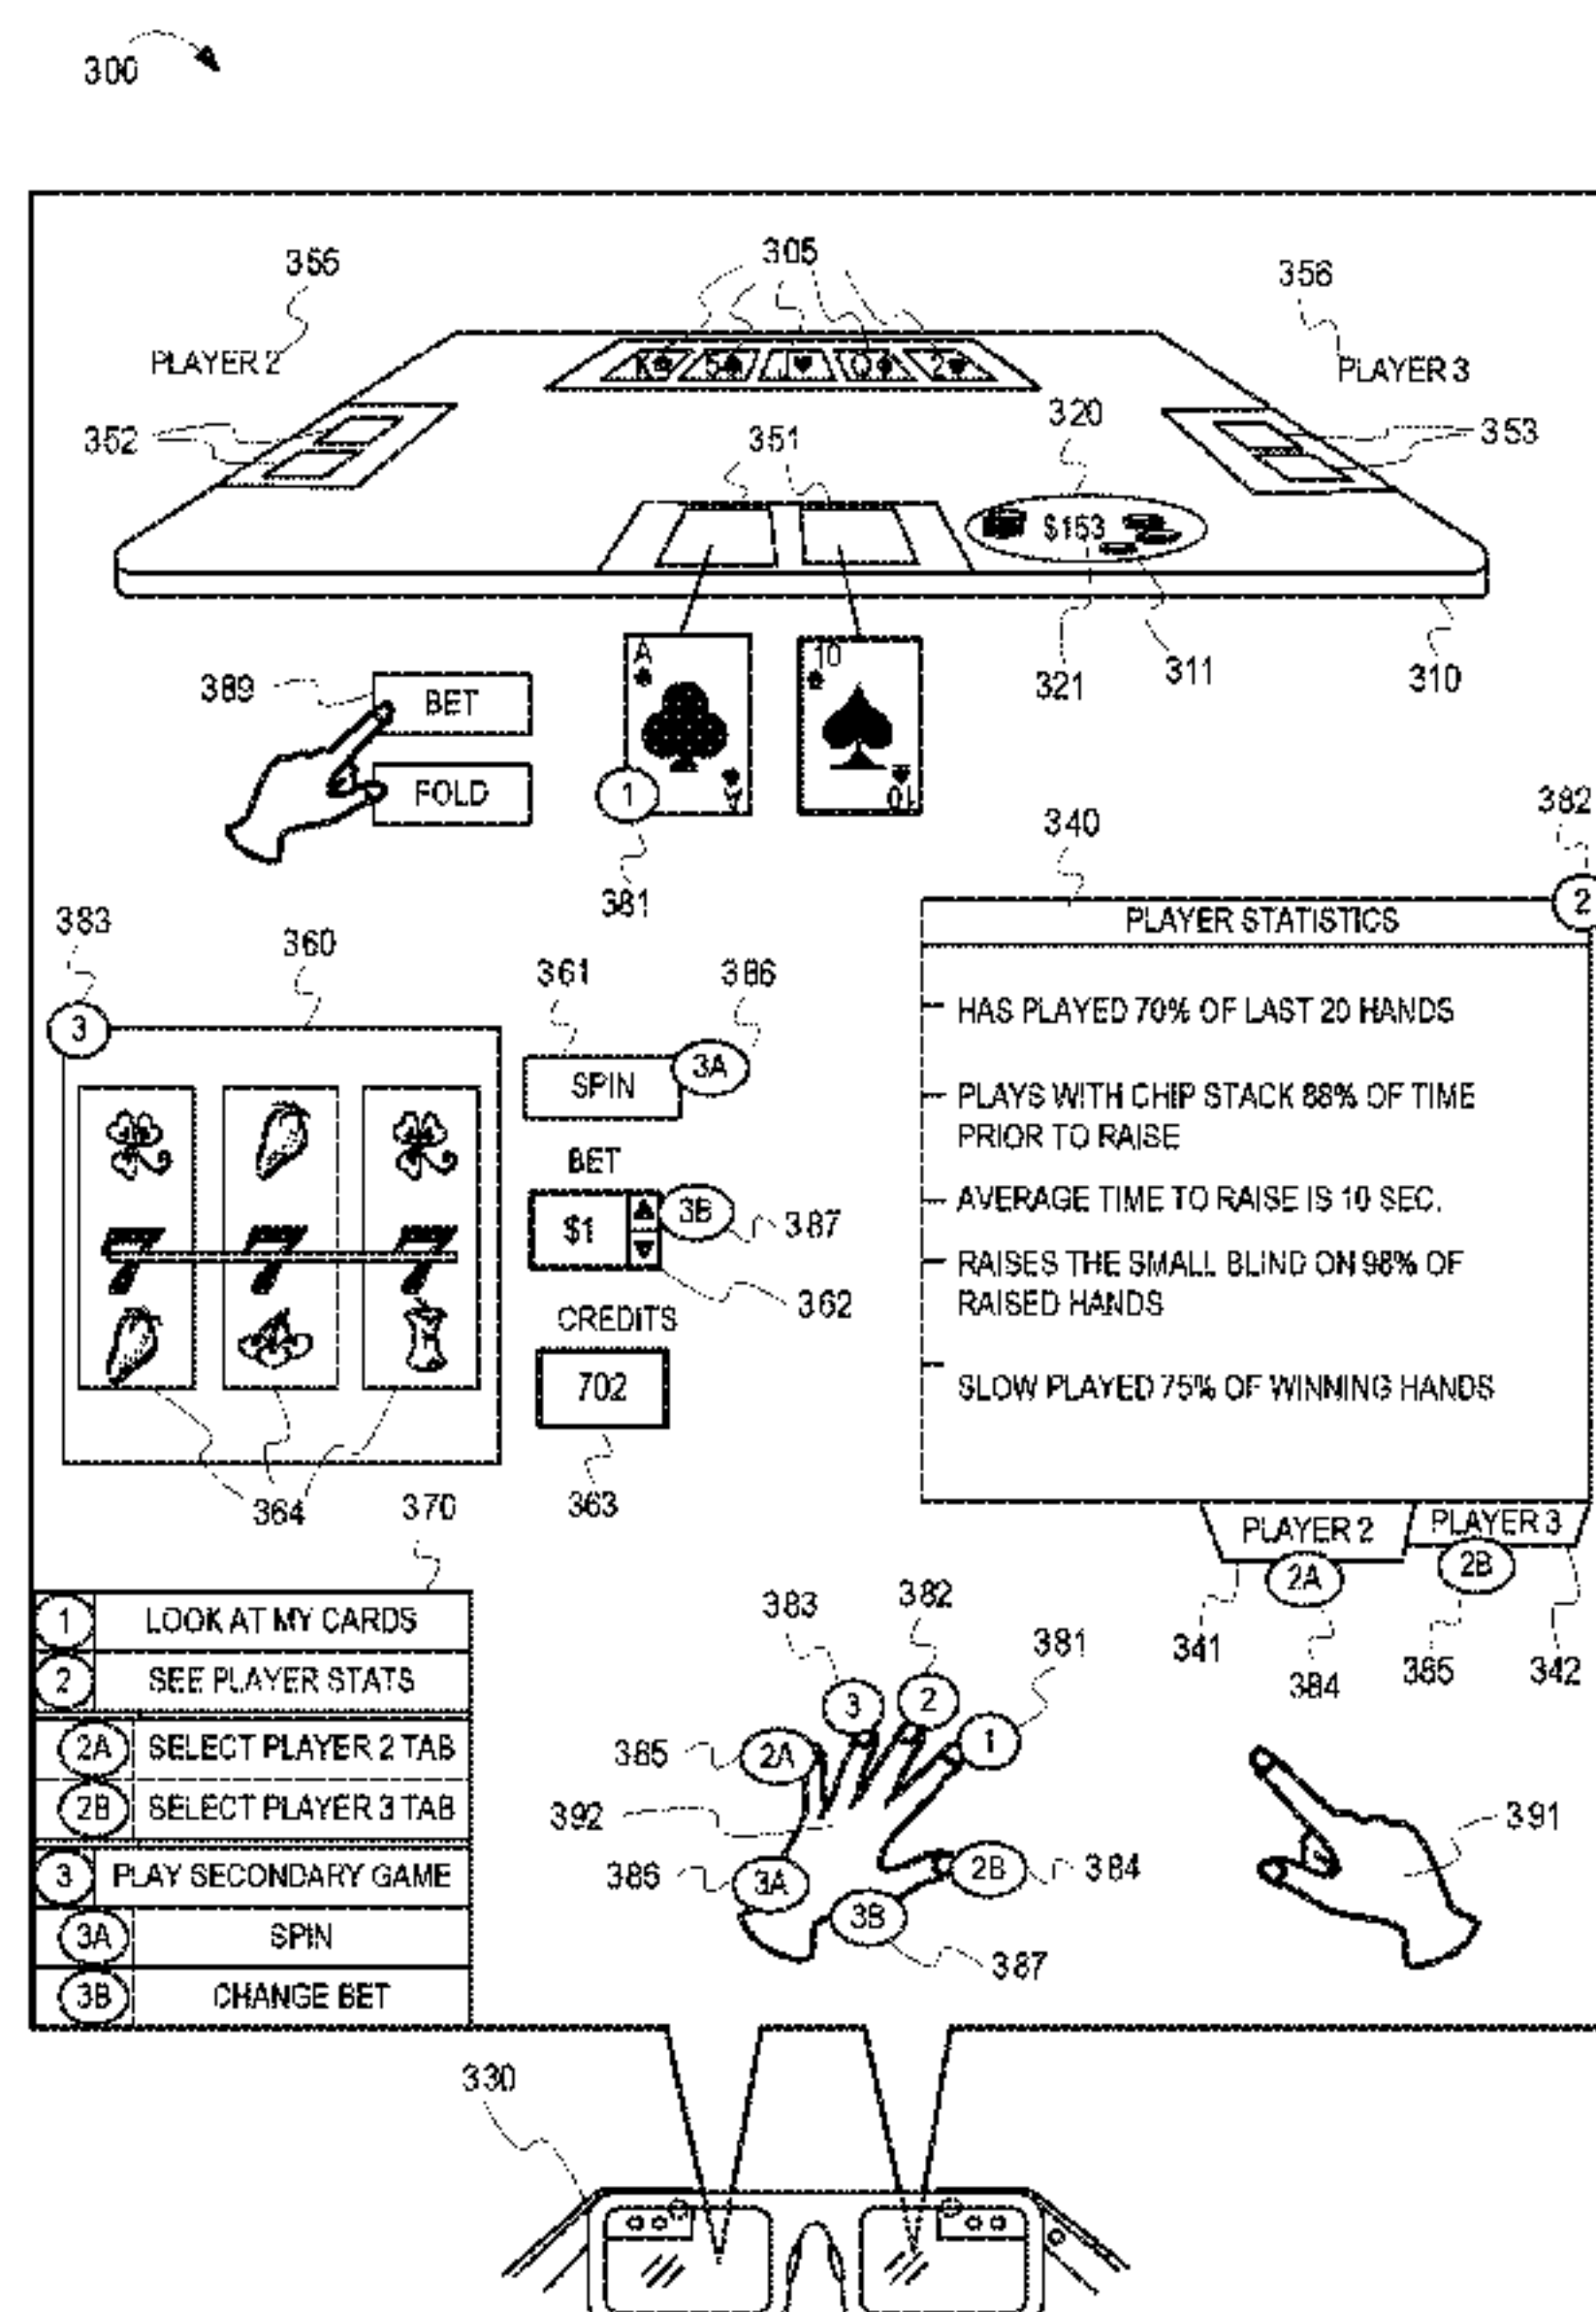 300
355
305
356
PLAYER 2
K 5 J Q 2
PLAYER 3
352
351
320
353
$153
389
BET
A
10
321
311
310
FOLD
1
A
10
381
340
382
2
PLAYER STATISTICS
383
360
361
386
3
SPIN
3A
HAS PLAYED 70% OF LAST 20 HANDS
PLAYS WITH CHIP STACK 88% OF TIME
PRIOR TO RAISE
BET
$1
3B
387
AVERAGE TIME TO RAISE IS 10 SEC.
7 7 7
362
RAISES THE SMALL BLIND ON 98% OF
RAISED HANDS
CREDITS
702
SLOW PLAYED 75% OF WINNING HANDS
364
370
363
PLAYER 2
PLAYER 3
2A
2B
341
384
385
342
1 LOOK AT MY CARDS
2 SEE PLAYER STATS
2A SELECT PLAYER 2 TAB
2B SELECT PLAYER 3 TAB
3 PLAY SECONDARY GAME
3A SPIN
3B CHANGE BET
383
382
381
3
2
1
385
2A
392
391
386
3A
2B
384
3B
387
330